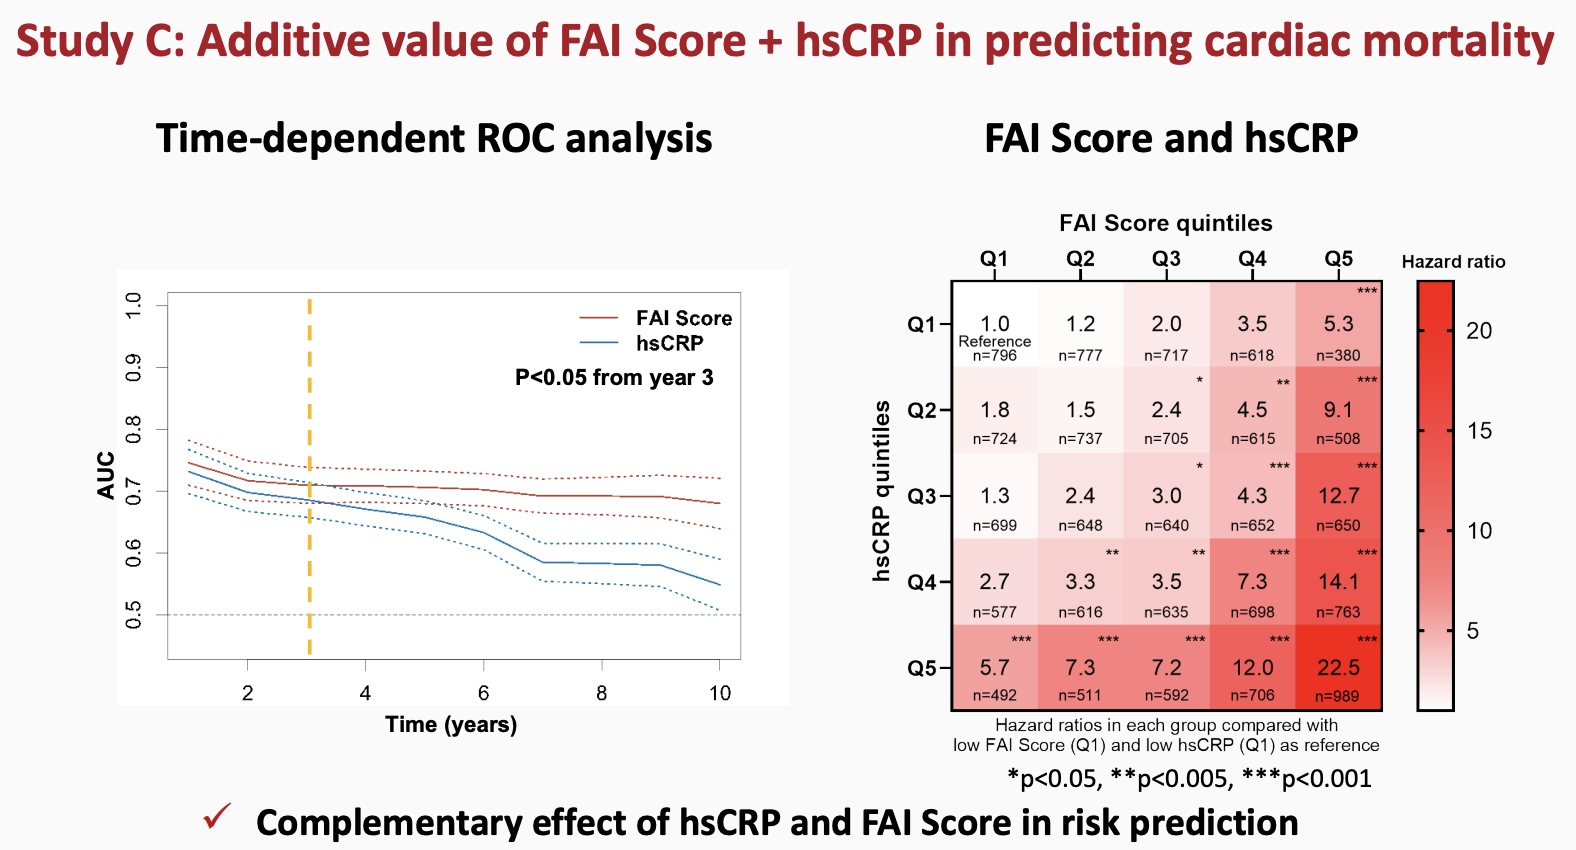 Study C: Additive value of FAI Score + hsCRP in predicting cardiac mortality
Time-dependent ROC analysis
FAI Score
hsCRP
P<0.05 from year 3
AUC
1.0
0.9
0.8
0.7
0.6
0.5
2 4 6 8 10
Time (years)
FAI Score and hsCRP
FAI Score quintiles
Q1 Q2 Q3 Q4 Q5
hsCRP quintiles
***
Q1 1.0 1.2 2.0 3.5 5.3
Reference
n=796 n=777 n=717 n=618 n=380
* ** ***
Q2 1.8 1.5 2.4 4.5 9.1
n=724 n=737 n=705 n=615 n=508
* *** ***
Q3 1.3 2.4 3.0 4.3 12.7
n=699 n=648 n=640 n=652 n=650
** ** *** ***
Q4 2.7 3.3 3.5 7.3 14.1
n=577 n=616 n=635 n=698 n=763
*** *** *** *** ***
Q5 5.7 7.3 7.2 12.0 22.5
n=492 n=511 n=592 n=706 n=989
Hazard ratio
20
15
10
5
Hazard ratios in each group compared with
low FAI Score (Q1) and low hsCRP (Q1) as reference
*p<0.05, **p<0.005, ***p<0.001
✓ Complementary effect of hsCRP and FAI Score in risk prediction